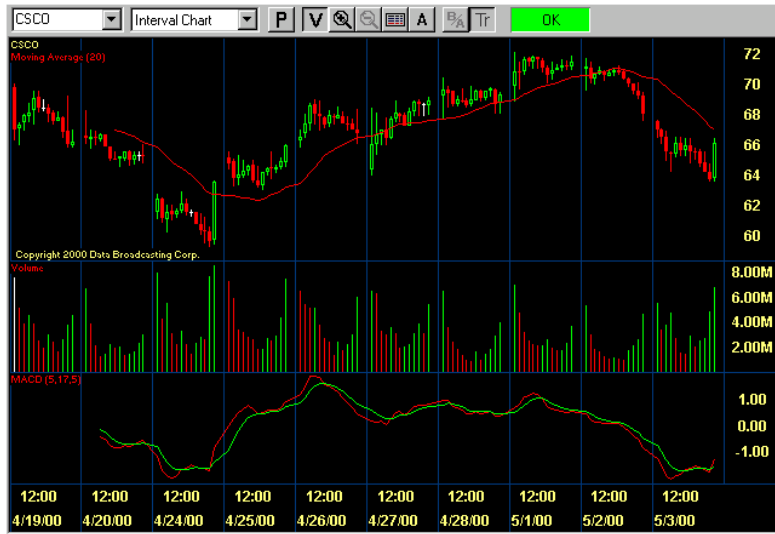 CSCO Interval Chart P V A B/A Tr OK
CSCO
Moving Average (20)
72
70
68
66
64
62
60
Copyright 2000 Data Broadcasting Corp.
Volume
8.00M
6.00M
4.00M
2.00M
MACD (5,17,5)
1.00
0.00
-1.00
12:00 12:00 12:00 12:00 12:00 12:00 12:00 12:00 12:00 12:00
4/19/00 4/20/00 4/24/00 4/25/00 4/26/00 4/27/00 4/28/00 5/1/00 5/2/00 5/3/00